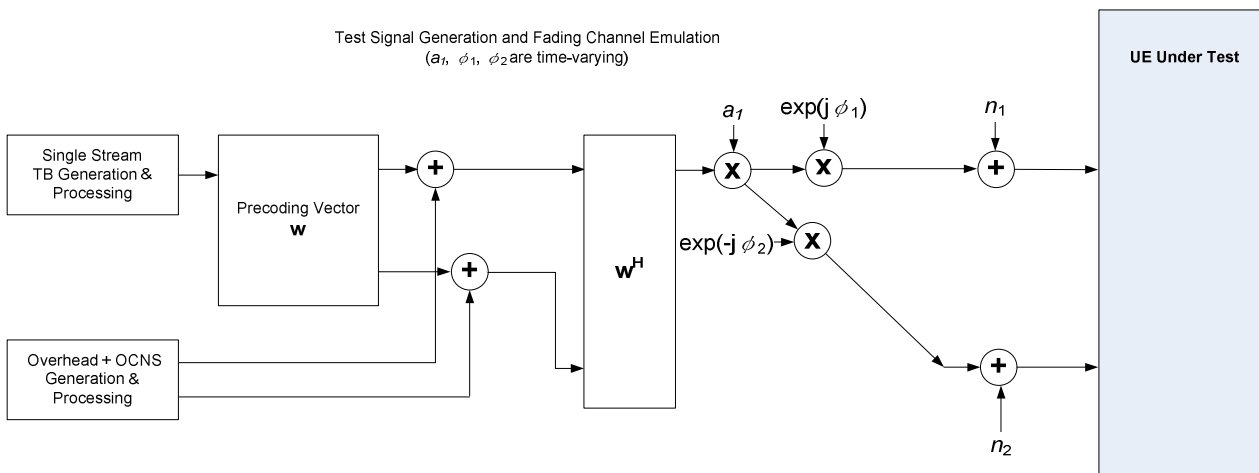 Test Signal Generation and Fading Channel Emulation
(a1, ϕ1, ϕ2 are time-varying)
UE Under Test
a1
exp(j ϕ1)
n1
Single Stream
TB Generation &
Processing
+
x
x
+
Precoding Vector
w
exp(-j ϕ2)
x
+
wH
Overhead + OCNS
Generation &
Processing
+
n2